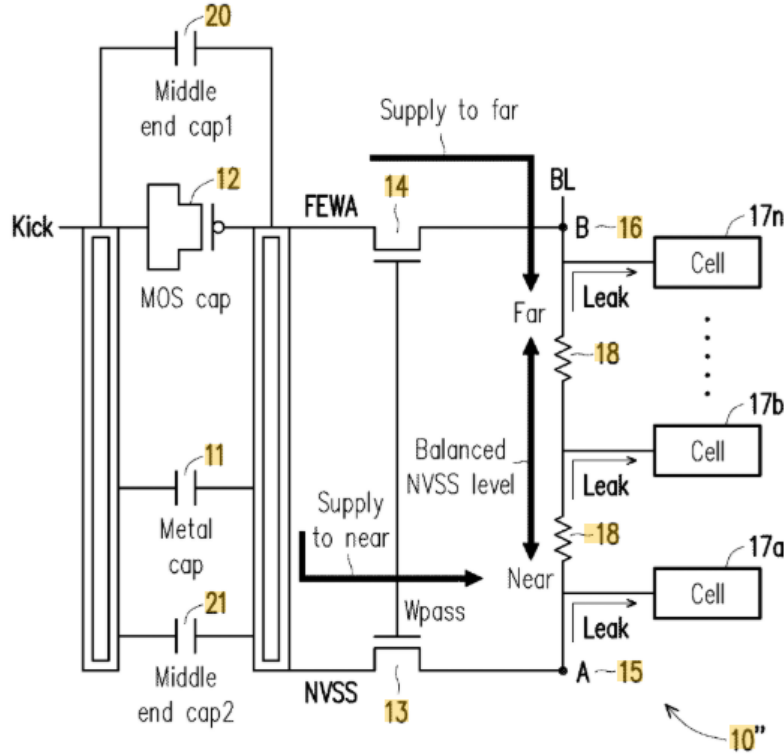 20
Middle
end cap1
Supply to far
12
14
BL
17n
Kick
FEWA
B
16
Cell
MOS cap
Leak
Far
18
17b
11
Balanced
NVSS level
Cell
Metal
cap
Supply
to near
Leak
18
17a
21
Near
Cell
Wpass
Leak
Middle
end cap2
NVSS
13
A
15
10"